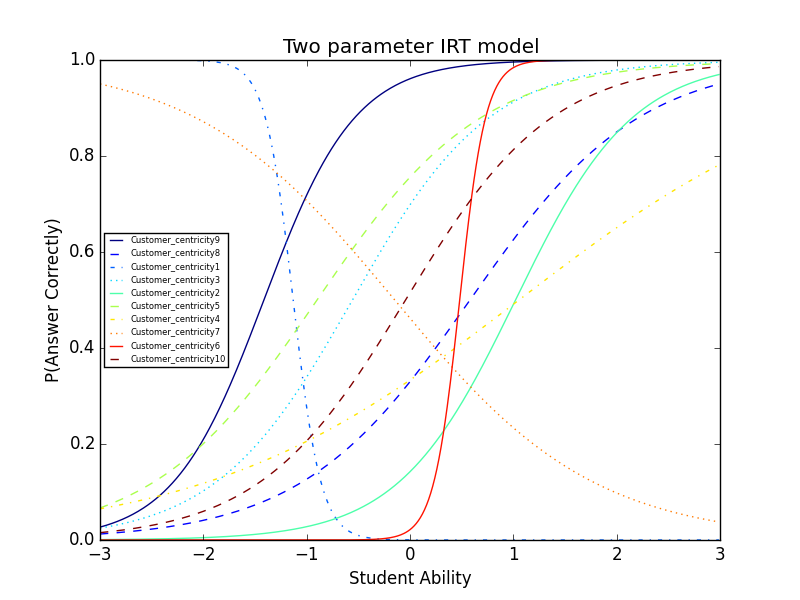 Two parameter IRT model
1.0
0.8
0.6
0.4
0.2
0.0
P(Answer Correctly)
Customer_centricity9
Customer_centricity8
Customer_centricity1
Customer_centricity3
Customer_centricity2
Customer_centricity5
Customer_centricity4
Customer_centricity7
Customer_centricity6
Customer_centricity10
−3 −2 −1 0 1 2 3
Student Ability